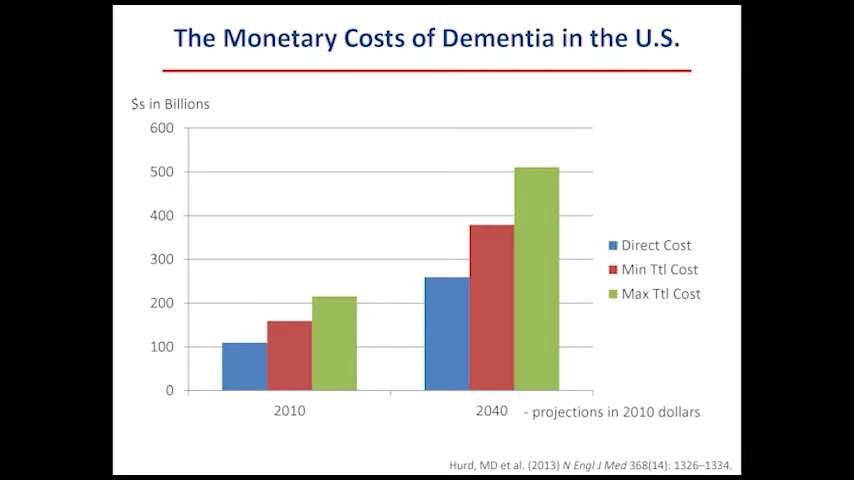 The Monetary Costs of Dementia in the U.S.
$s in Billions
600
500
400
300
200
100
0
Direct Cost
Min Ttl Cost
Max Ttl Cost
2010
2040 - projections in 2010 dollars
Hurd, MD et al. (2013) N Engl J Med 368(14): 1326–1334.